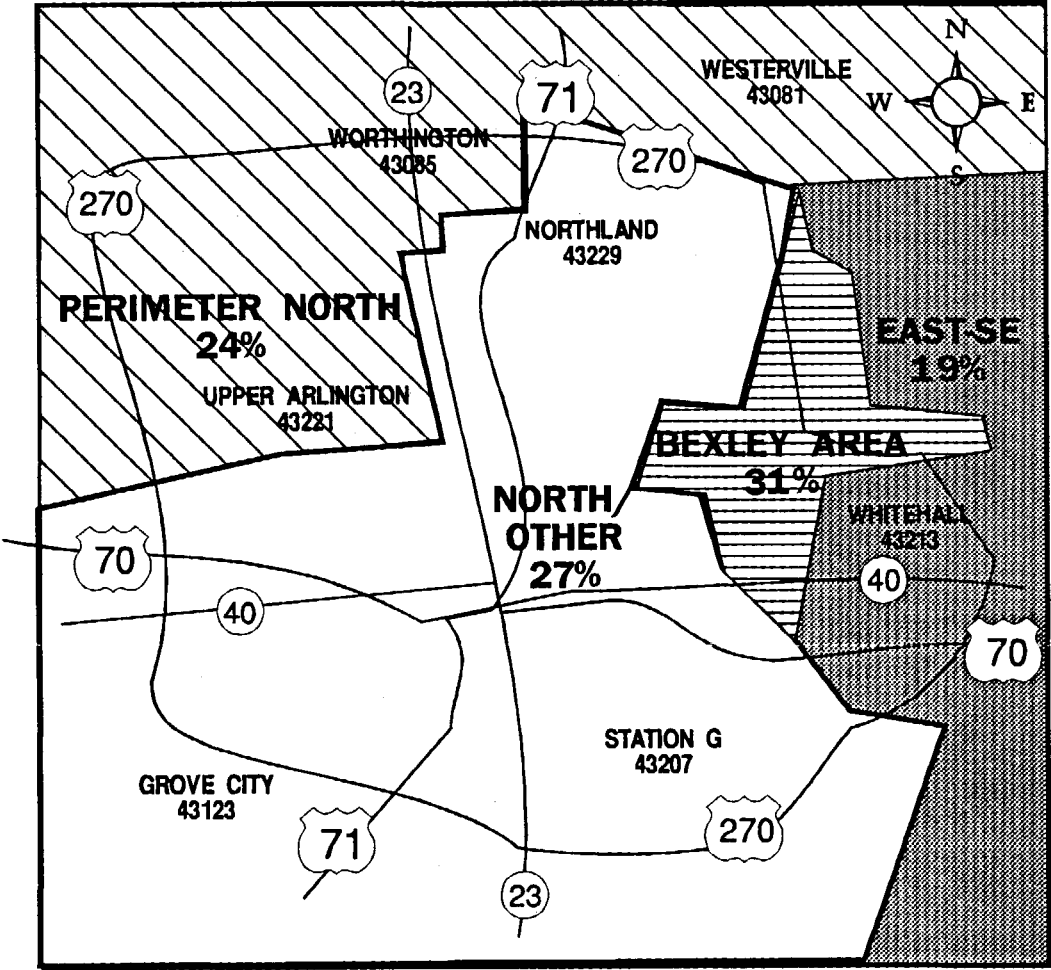 N
W
E
S
WESTERVILLE
43081
23
71
WORTHINGTON
43085
270
270
NORTHLAND
43229
PERIMETER NORTH
24%
EAST-SE
19%
UPPER ARLINGTON
43221
BEXLEY AREA
31%
NORTH
OTHER
27%
WHITEHALL
43213
70
40
40
70
STATION G
43207
GROVE CITY
43123
71
270
23